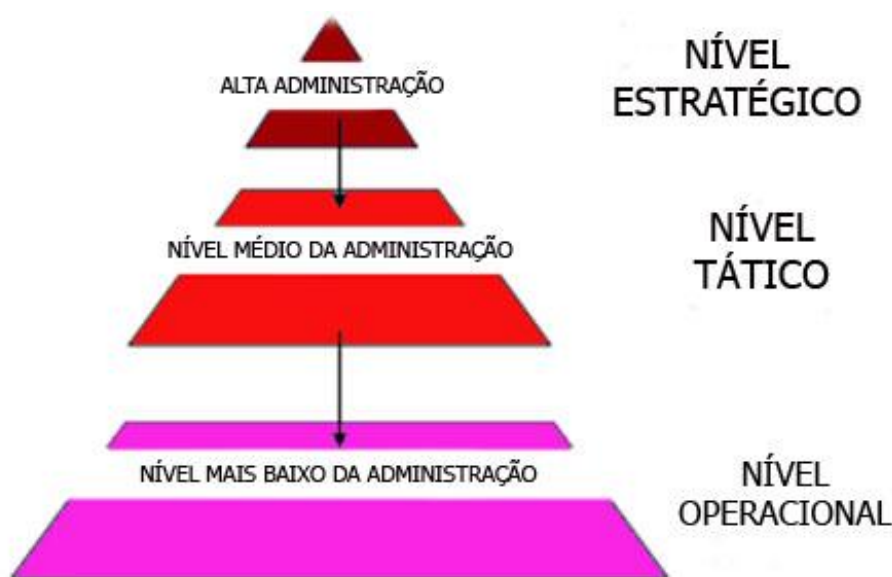 NÍVEL
ESTRATÉGICO
ALTA ADMINISTRAÇÃO
NÍVEL
TÁTICO
NÍVEL MÉDIO DA ADMINISTRAÇÃO
NÍVEL
OPERACIONAL
NÍVEL MAIS BAIXO DA ADMINISTRAÇÃO